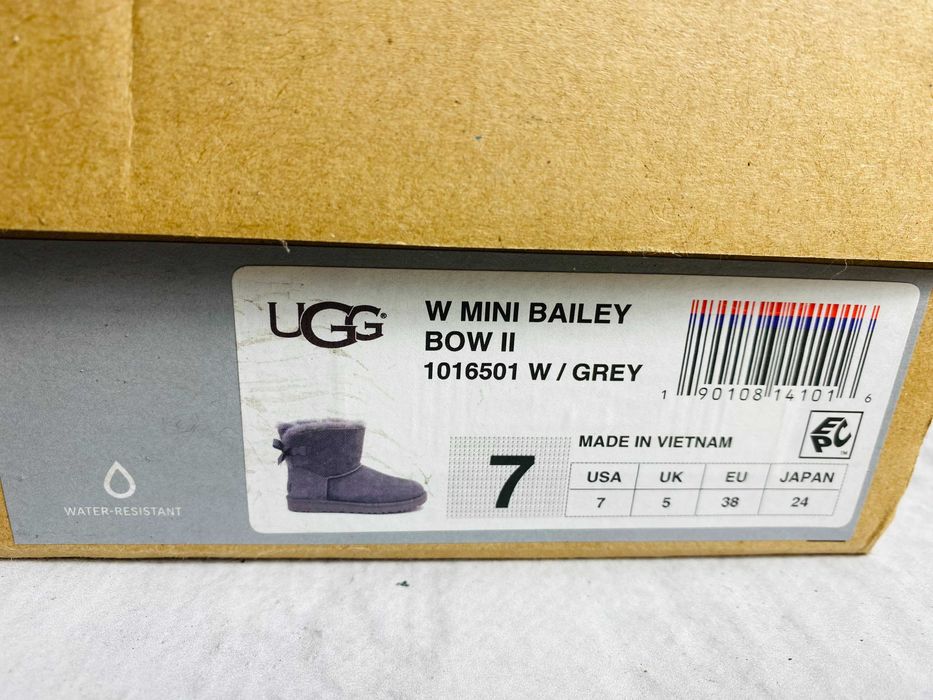 UGG®
W MINI BAILEY
BOW II
1016501 W / GREY
1 90108 14101 6
EPC™
MADE IN VIETNAM
7
USA UK EU JAPAN
7 5 38 24
WATER-RESISTANT